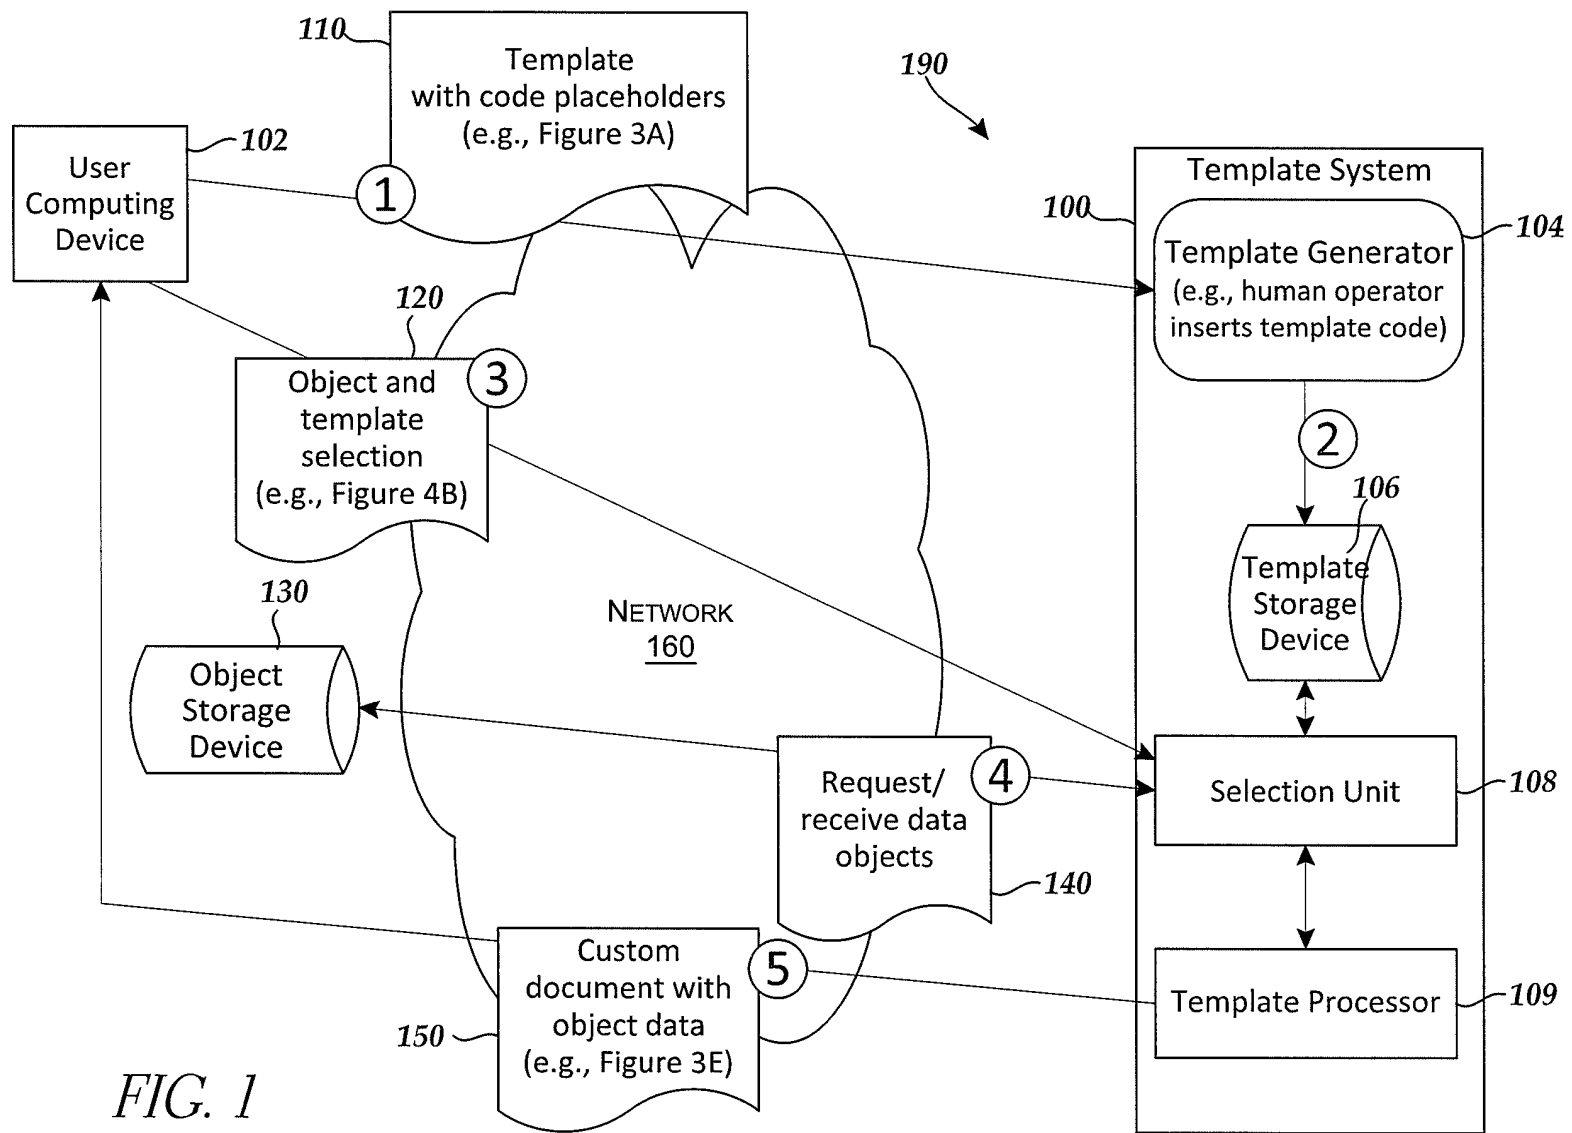 110
Template
with code placeholders
(e.g., Figure 3A)
190
102
User
Computing
Device
1
Template System
100
104
Template Generator
(e.g., human operator
inserts template code)
120
3
Object and
template
selection
(e.g., Figure 4B)
2
106
Template
Storage
Device
130
Object
Storage
Device
NETWORK
160
4
Request/
receive data
objects
140
Selection Unit
108
5
Custom
document with
object data
(e.g., Figure 3E)
150
Template Processor
109
FIG. 1